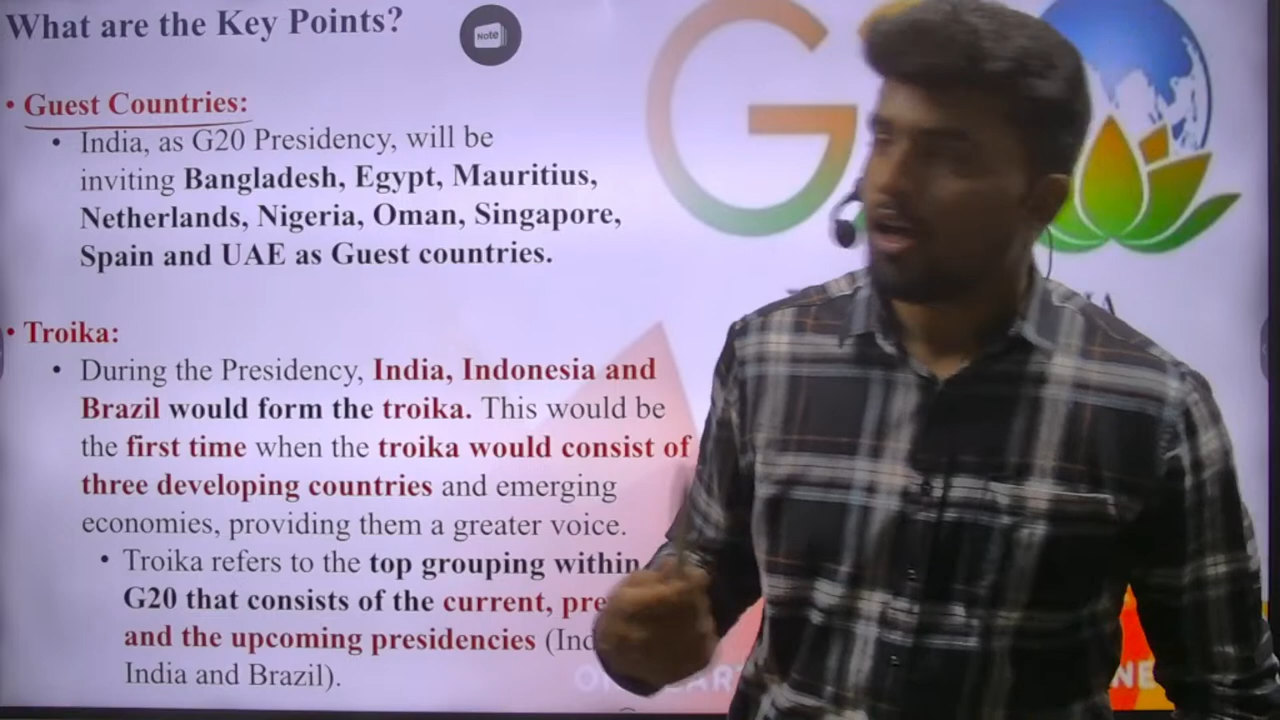 What are the Key Points?
Note
• Guest Countries:
• India, as G20 Presidency, will be
inviting Bangladesh, Egypt, Mauritius,
Netherlands, Nigeria, Oman, Singapore,
Spain and UAE as Guest countries.
• Troika:
• During the Presidency, India, Indonesia and
Brazil would form the troika. This would be
the first time when the troika would consist of
three developing countries and emerging
economies, providing them a greater voice.
• Troika refers to the top grouping within
G20 that consists of the current,
and the upcoming presidencies
India and Brazil).